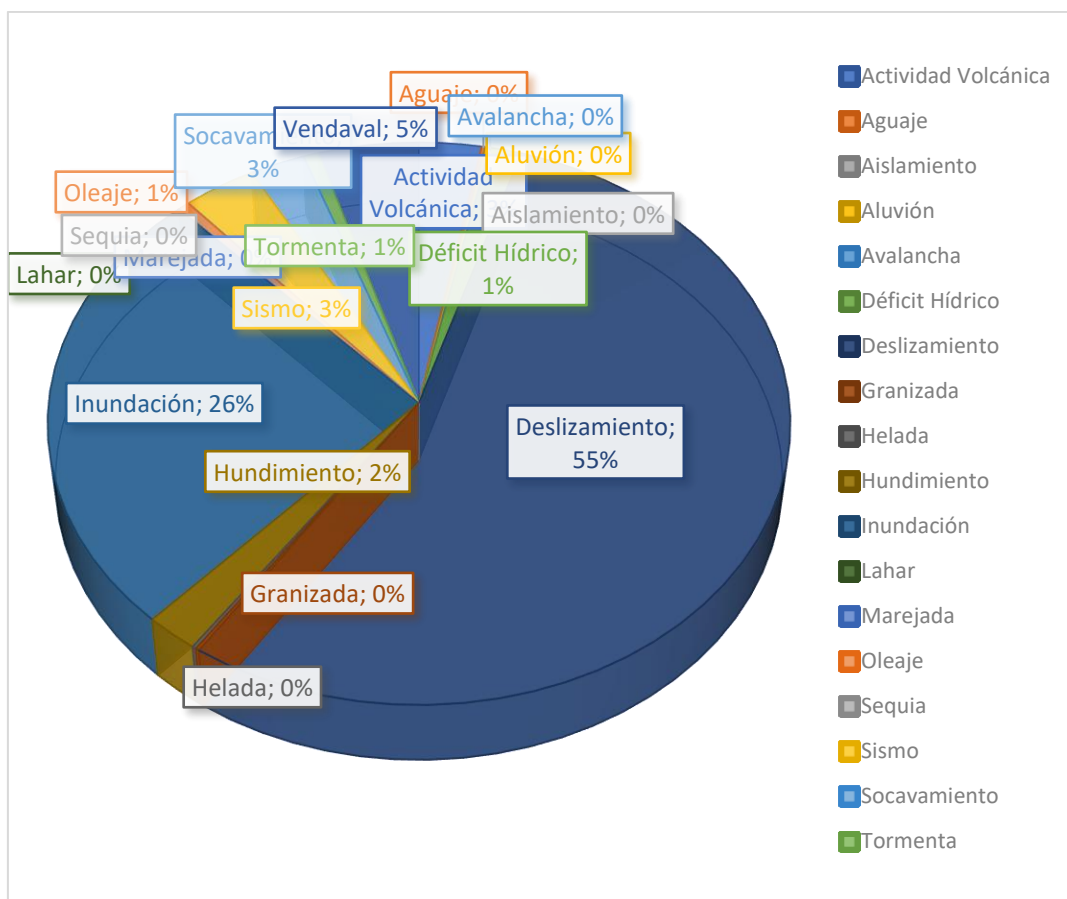 Aguaje; 0%
Avalancha; 0%
Vendaval; 5%
Socavam
3%
Aluvión; 0%
Actividad
Volcánica;
Oleaje; 1%
Aislamiento; 0%
Sequia; 0%
Tormenta; 1%
Marejada;
Déficit Hídrico;
1%
Lahar; 0%
Sismo; 3%
Inundación; 26%
Deslizamiento;
55%
Hundimiento; 2%
Granizada; 0%
Helada; 0%
Actividad Volcánica
Aguaje
Aislamiento
Aluvión
Avalancha
Déficit Hídrico
Deslizamiento
Granizada
Helada
Hundimiento
Inundación
Lahar
Marejada
Oleaje
Sequia
Sismo
Socavamiento
Tormenta